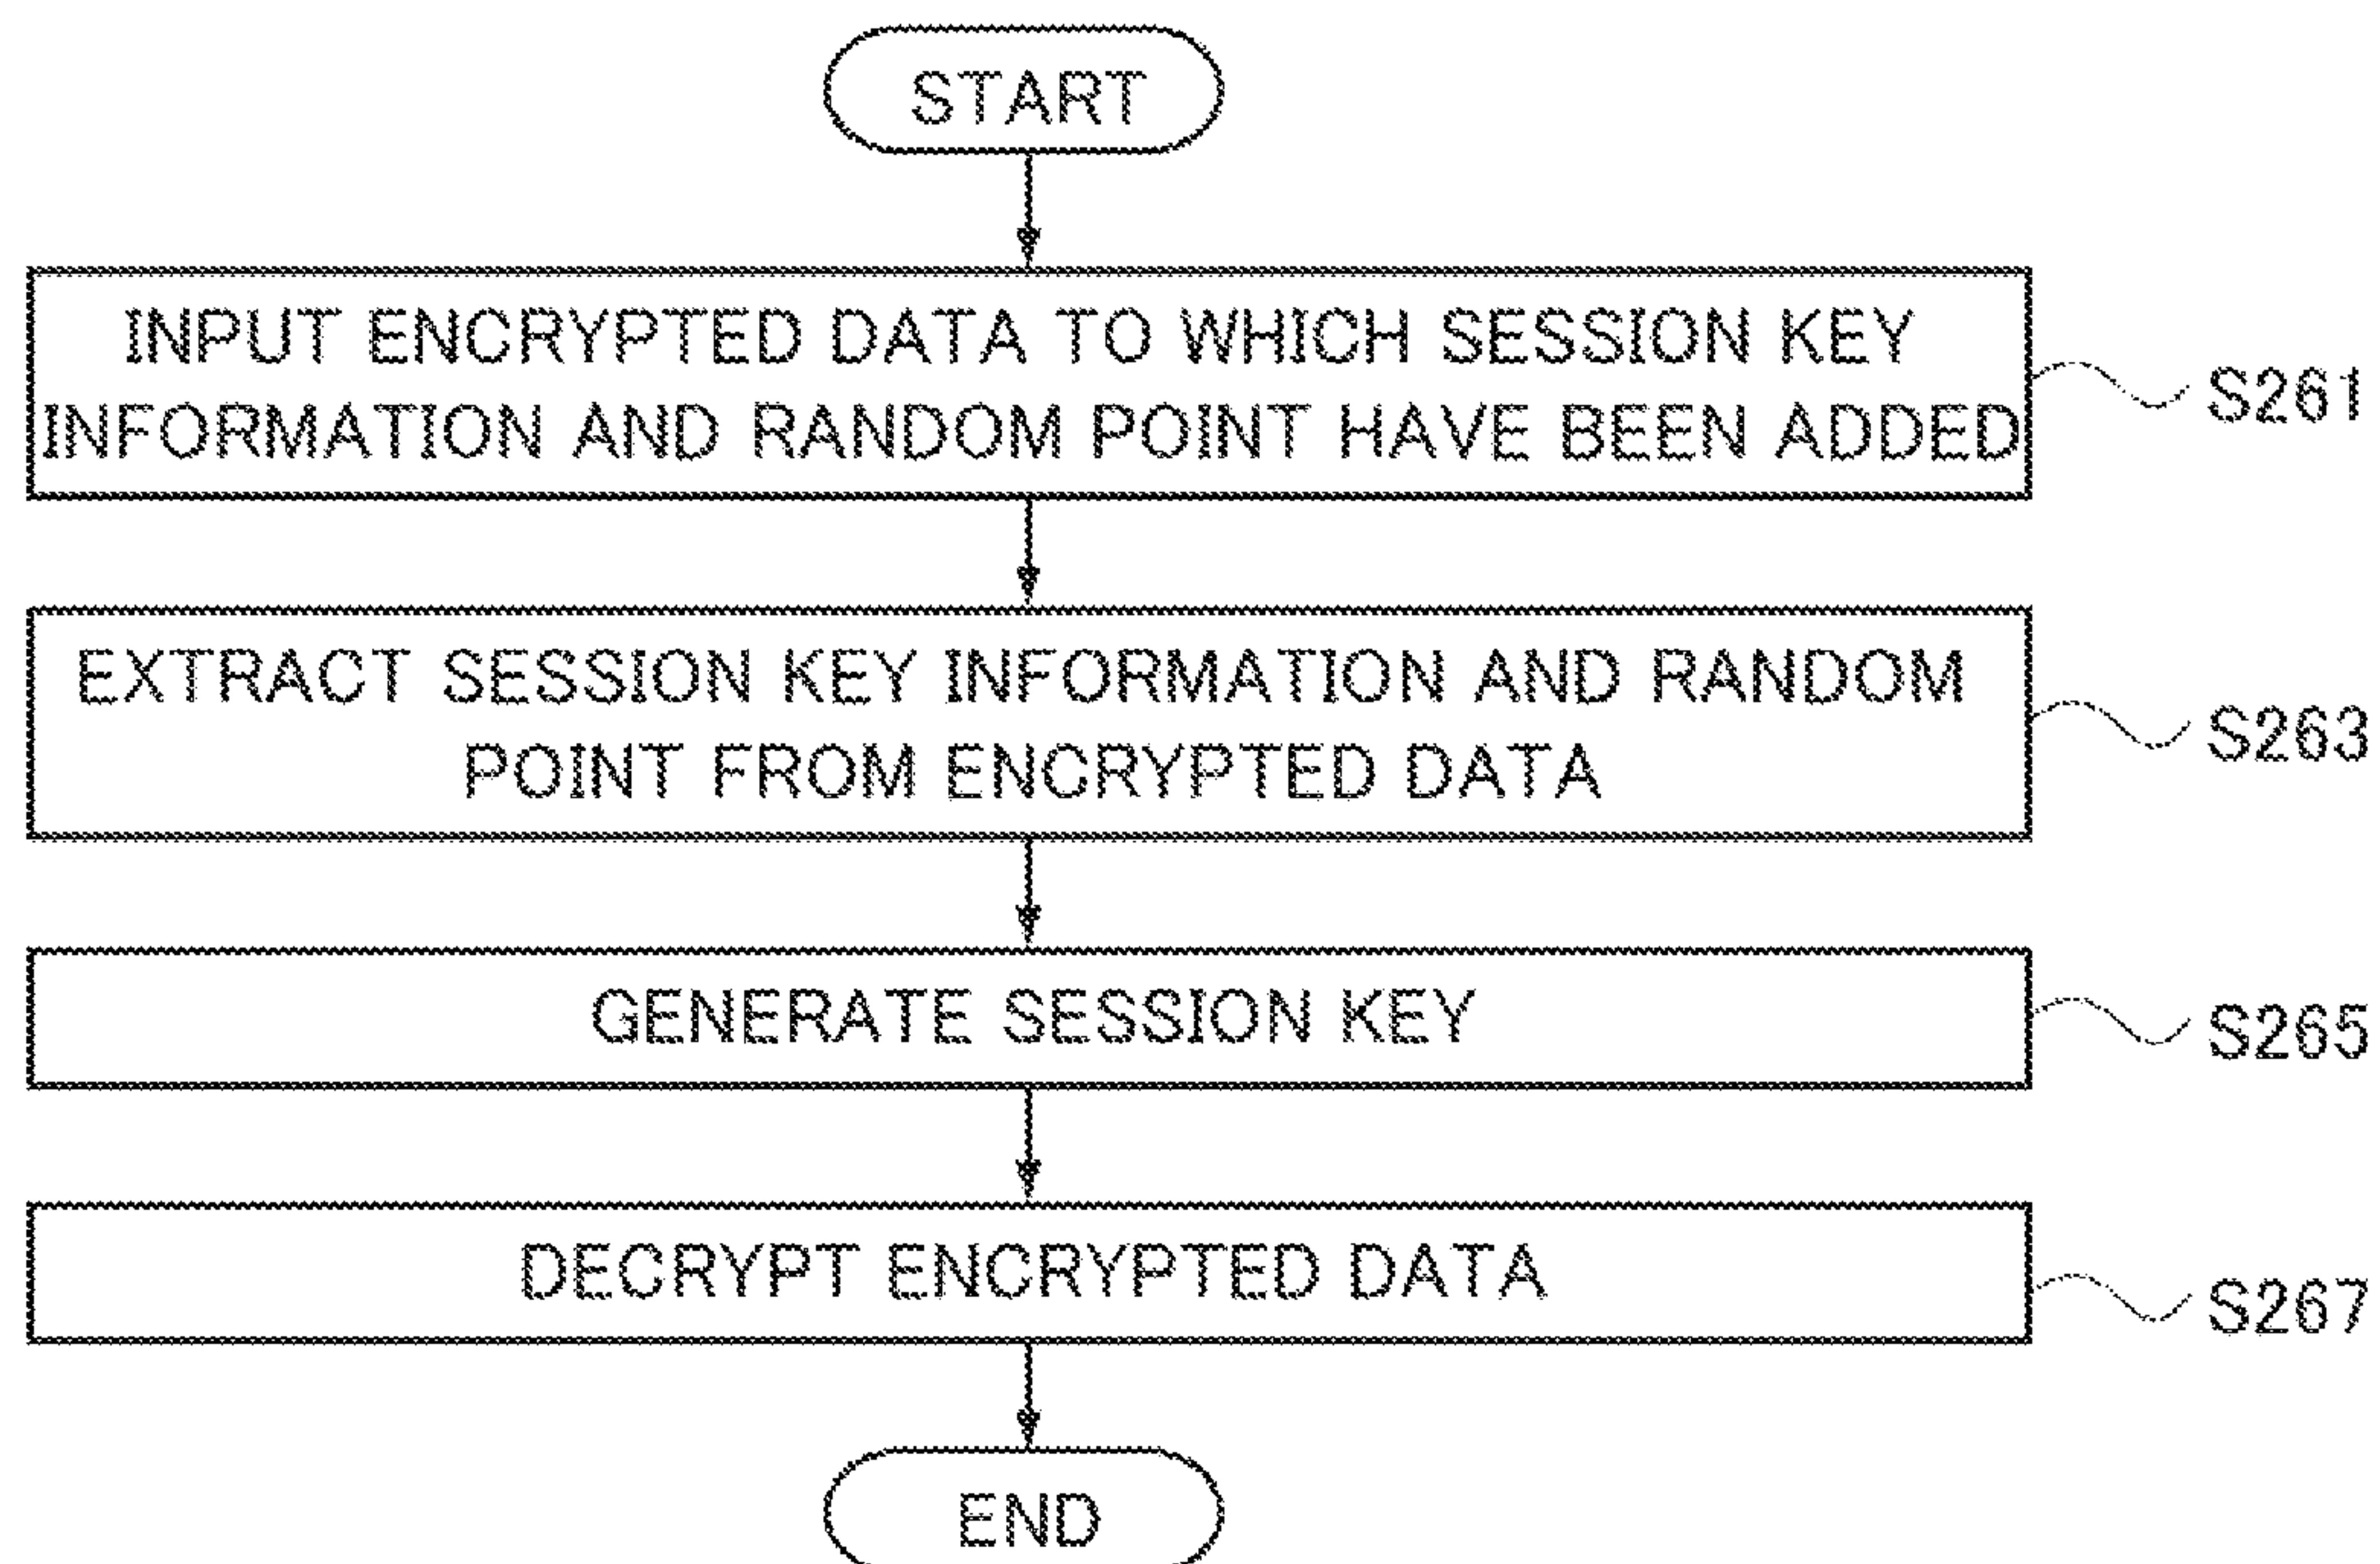 START
INPUT ENCRYPTED DATA TO WHICH SESSION KEY
INFORMATION AND RANDOM POINT HAVE BEEN ADDED
S261
EXTRACT SESSION KEY INFORMATION AND RANDOM
POINT FROM ENCRYPTED DATA
S263
GENERATE SESSION KEY
S265
DECRYPT ENCRYPTED DATA
S267
END